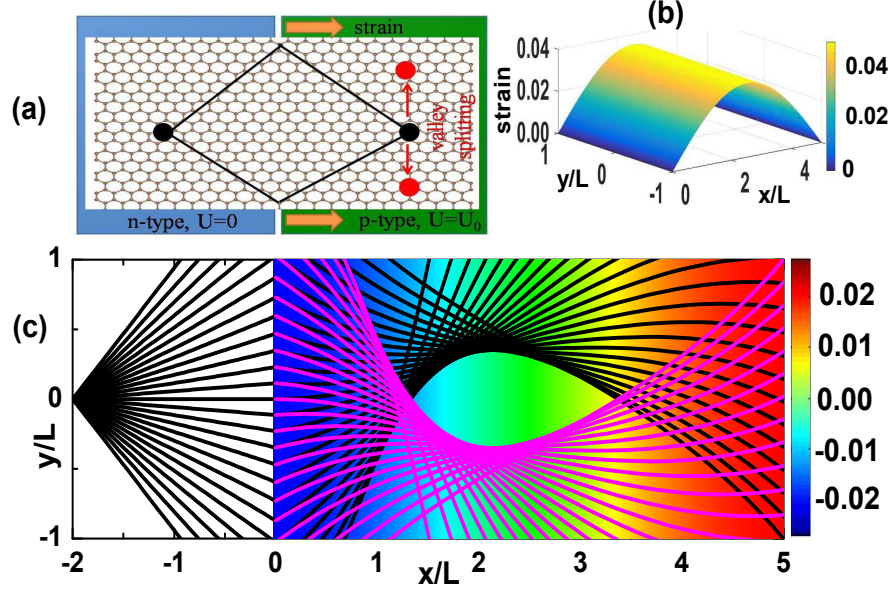 (a)
strain
valley
splitring
n-type, U=0
p-type, U=U₀
(b)
strain
0.04
0.02
0.00
1
0
-1
y/L
0
2
4
x/L
0.04
0.02
0
(c)
y/L
1
0
-1
-2
-1
0
1
2
3
4
5
x/L
0.02
0.01
0.00
-0.01
-0.02